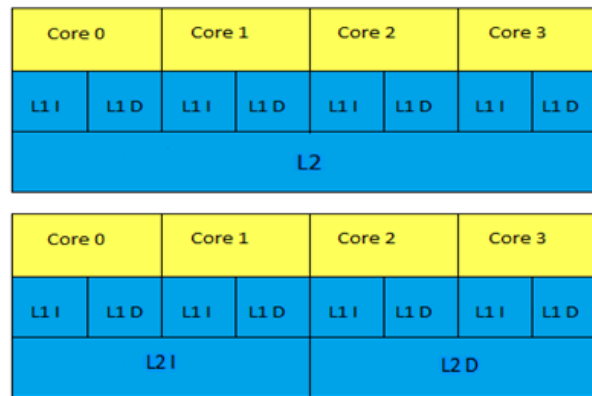 Core 0 Core 1 Core 2 Core 3
L1 I L1 D L1 I L1 D L1 I L1 D L1 I L1 D
L2
Core 0 Core 1 Core 2 Core 3
L1 I L1 D L1 I L1 D L1 I L1 D L1 I L1 D
L2 I L2 D